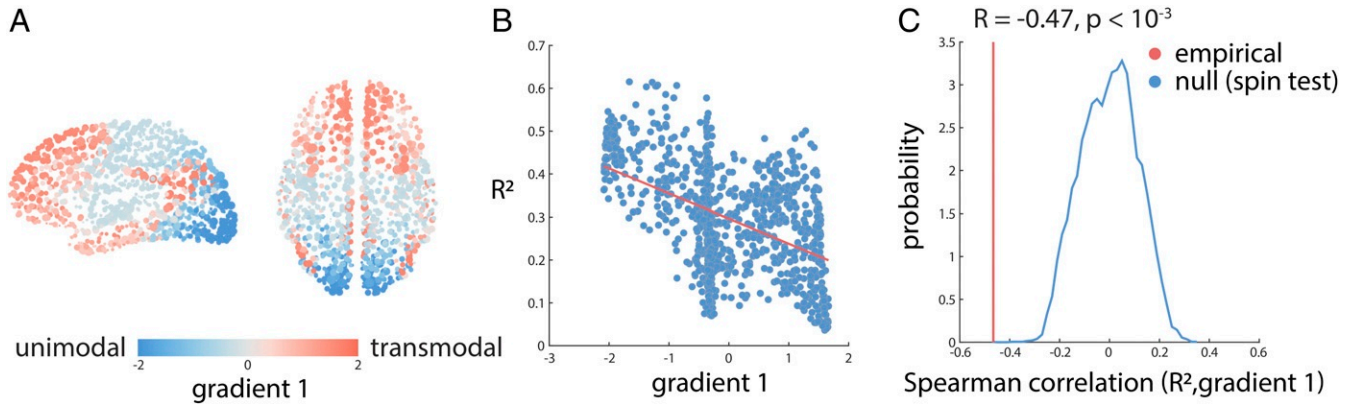 A
unimodal
transmodal
-2
0
2
gradient 1
B
R²
0.7
0.6
0.5
0.4
0.3
0.2
0.1
0
-3
-2
-1
0
1
2
gradient 1
C
R = -0.47, p < 10⁻³
empirical
null (spin test)
probability
3.5
3
2.5
2
1.5
1
0.5
0
-0.6
-0.4
-0.2
0
0.2
0.4
0.6
Spearman correlation (R²,gradient 1)